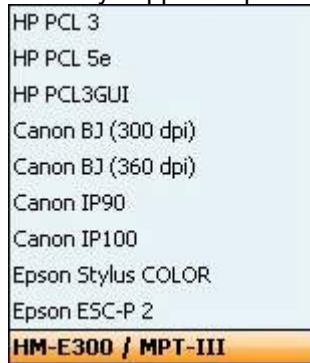 HP PCL 3
HP PCL 5e
HP PCL3GUI
Canon BJ (300 dpi)
Canon BJ (360 dpi)
Canon IP90
Canon IP100
Epson Stylus COLOR
Epson ESC-P 2
HM-E300 / MPT-III